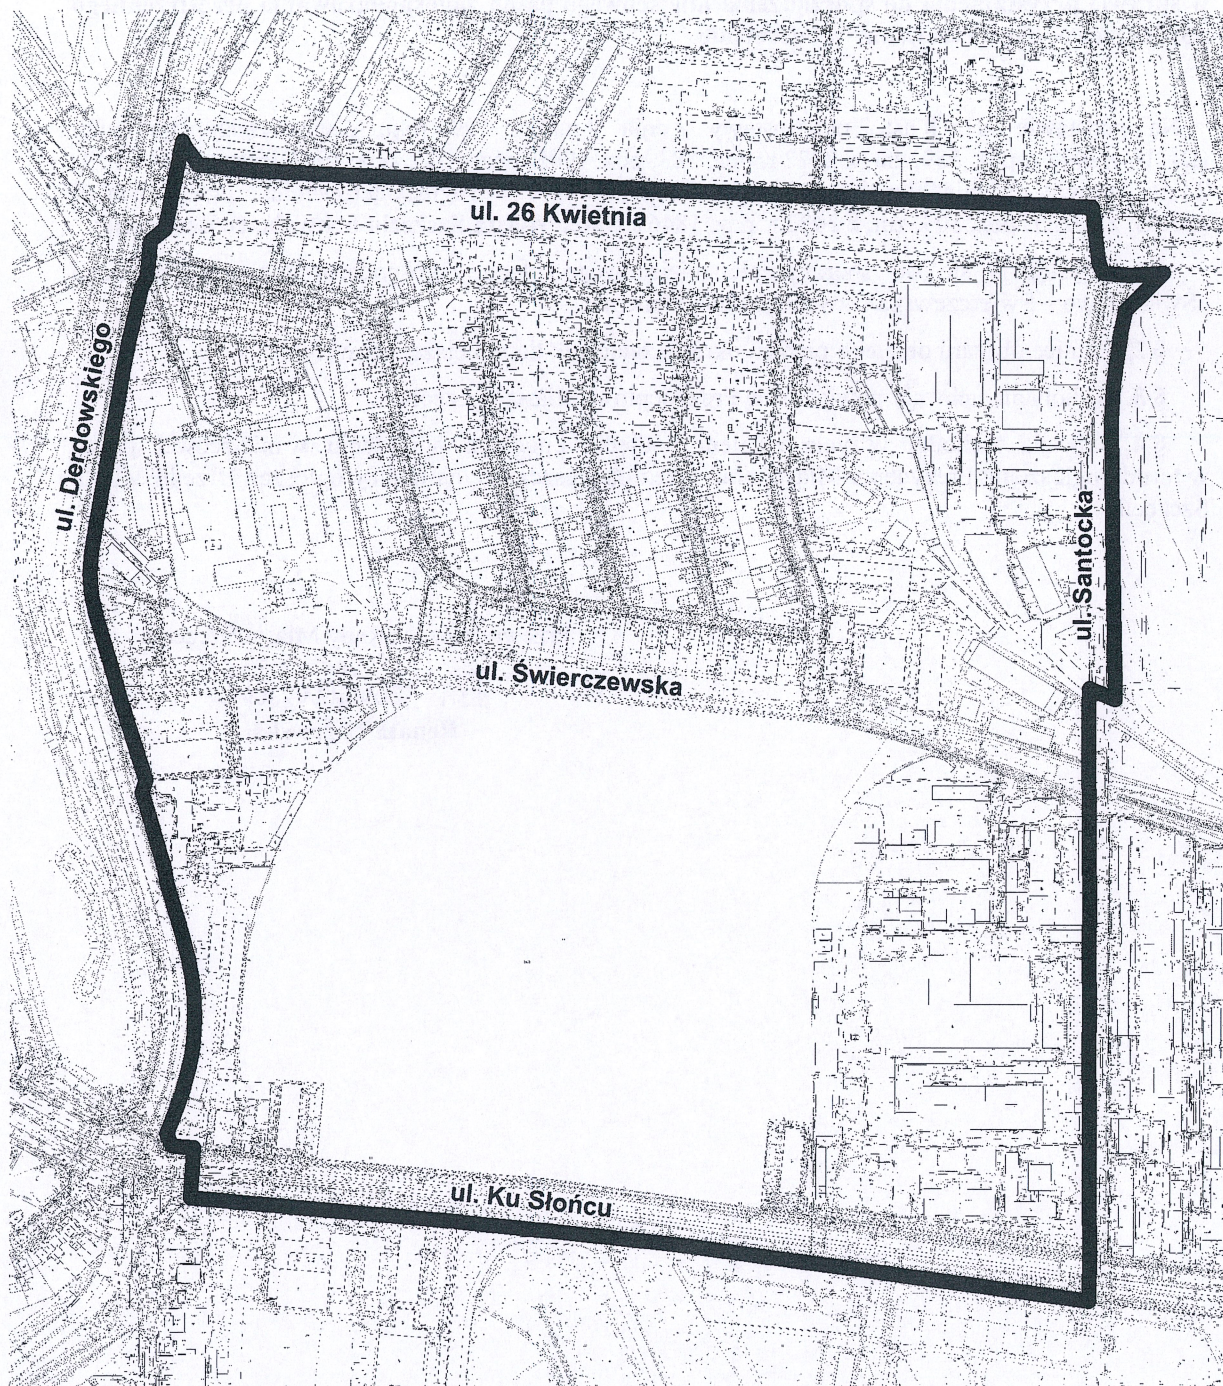 ul. 26 Kwietnia
ul. Derdowskiego
ul. Santocka
ul. Świerczewska
ul. Ku Słońcu